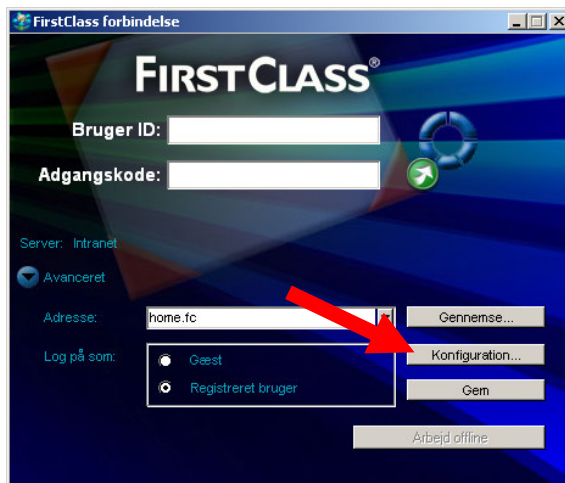 FirstClass forbindelse
FIRSTCLASS®
Bruger ID:
Adgangskode:
Server: Intranet
Avanceret
Adresse: home.fc Gennemse...
Log på som: Gæst Konfiguration...
Registreret bruger Gem
Arbejd offline